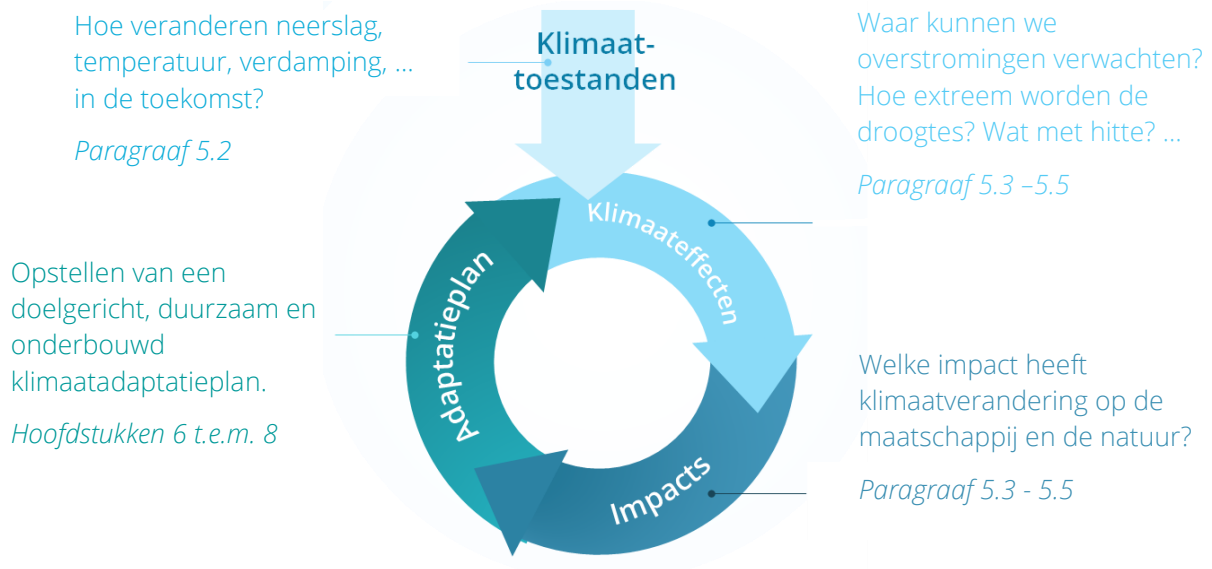 Hoe veranderen neerslag,
temperatuur, verdamping, ...
in de toekomst?
Paragraaf 5.2
Klimaat-
toestanden
Waar kunnen we
overstromingen verwachten?
Hoe extreem worden de
droogtes? Wat met hitte? ...
Paragraaf 5.3 –5.5
Klimaateffecten
Adaptatieplan
Opstellen van een
doelgericht, duurzaam en
onderbouwd
klimaatadaptatieplan.
Hoofdstukken 6 t.e.m. 8
Impacts
Welke impact heeft
klimaatverandering op de
maatschappij en de natuur?
Paragraaf 5.3 - 5.5